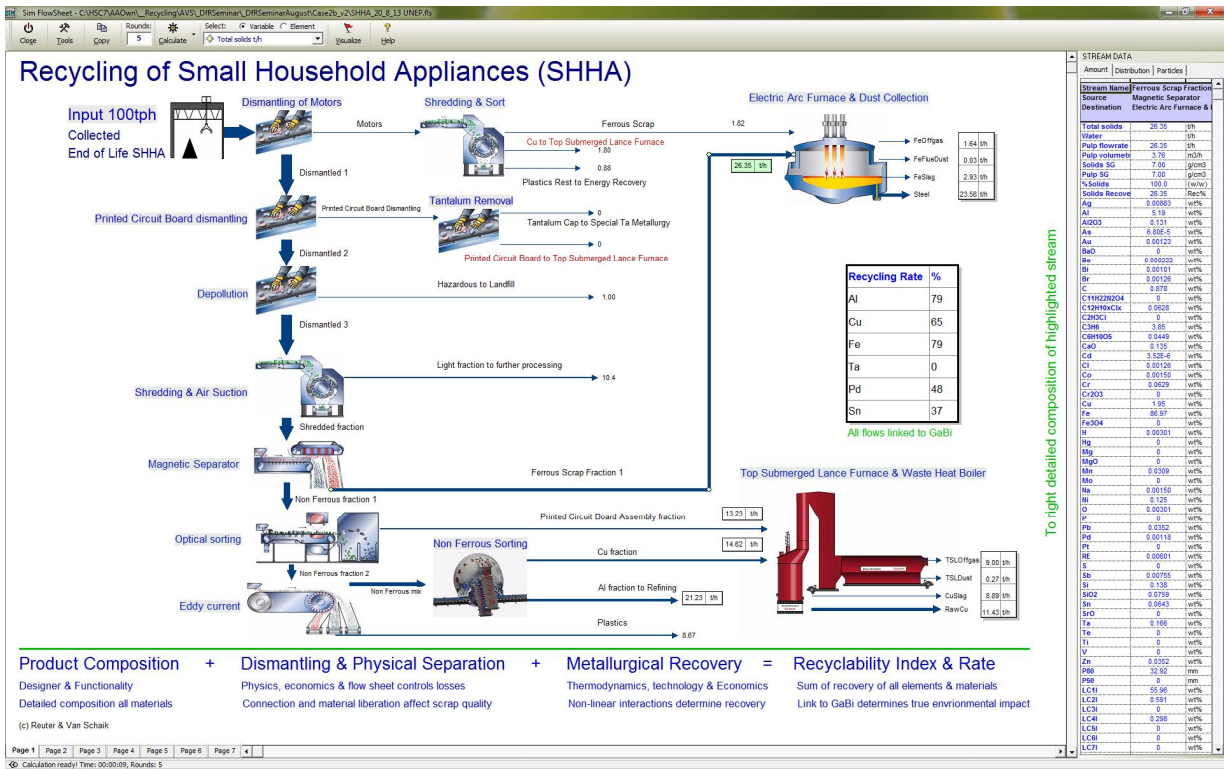 Sim FlowSheet - C:\HSC7\AAOwn\__Recycling\AVS\_DfRSeminar\_DfRSeminarAugust\Case2b_v2\SHHA_20_8_13 UNEP.fls
Close Tools Copy Rounds: 5 Calculate Select: Variable Element Total solids t/h Visualize Help
Recycling of Small Household Appliances (SHHA)
Input 100tph
Collected
End of Life SHHA
Dismantling of Motors
Motors
Shredding & Sort
Ferrous Scrap 1.82
Cu to Top Submerged Lance Furnace
1.80
0.88
Plastics Rest to Energy Recovery
Electric Arc Furnace & Dust Collection
26.35 t/h
FeOffgas 1.64 t/h
FeFlueDust 0.03 t/h
FeSlag 2.93 t/h
Steel 23.56 t/h
Dismantled 1
Printed Circuit Board dismantling
Printed Circuit Board Dismantling
Tantalum Removal
0
Tantalum Cap to Special Ta Metallurgy
0
Printed Circuit Board to Top Submerged Lance Furnace
Dismantled 2
Depollution
Hazardous to Landfill
1.00
Dismantled 3
Shredding & Air Suction
Light fraction to further processing
10.4
Shredded fraction
Magnetic Separator
Ferrous Scrap Fraction 1
Non Ferrous fraction 1
Optical sorting
Printed Circuit Doard Assembly fraction
13.23 t/h
Non Ferrous Sorting
Cu fraction
14.62 t/h
Non Ferrous fraction 2
Non Ferrous mix
Al fraction to Refining
21.23 t/h
Eddy current
Plastics
8.67
Recycling Rate %
Al 79
Cu 65
Fe 79
Ta 0
Pd 48
Sn 37
All flows linked to GaBi
Top Submerged Lance Furnace & Waste Heat Boiler
TSLOffgas 9.00 t/h
TSLDust 0.27 t/h
CuSlag 8.89 t/h
RawCu 11.43 t/h
To right detailed composition of highlighted stream
Product Composition + Dismantling & Physical Separation + Metallurgical Recovery = Recyclability Index & Rate
Designer & Functionality Physics, economics & flow sheet controls losses Thermodynamics, technology & Economics Sum of recovery of all elements & materials
Detailed composition all materials Connection and material liberation affect scrap quality Non-linear interactions determine recovery Link to GaBi determines true envrionmental impact
(c) Reuter & Van Schaik
Page 1 Page 2 Page 3 Page 4 Page 5 Page 6 Page 7
Calculation ready! Time: 00:00:09, Rounds: 5
STREAM DATA
Amount Distribution Particles
Stream Name Ferrous Scrap Fraction
Source Magnetic Separator
Destination Electric Arc Furnace &
Total solids 26.35 t/h
Water t/h
Pulp flowrate 26.35 t/h
Pulp volumetr 3.76 m3/h
Solids SG 7.00 g/cm3
Pulp SG 7.00 g/cm3
%Solids 100.0 (w/w)
Solids Recove 26.35 Rec%
Ag 0.00883 wt%
Al 5.19 wt%
Al2O3 0.131 wt%
As 6.80E-5 wt%
Au 0.00123 wt%
BaO 0 wt%
Be 0.000222 wt%
Bi 0.00101 wt%
Br 0.00126 wt%
C 0.878 wt%
C11H22N2O4 0 wt%
C12H10xClx 0.0628 wt%
C2H3Cl 0 wt%
C3H6 3.85 wt%
C6H10O5 0.0449 wt%
CaO 0.135 wt%
Cd 3.52E-6 wt%
Cl 0.00126 wt%
Co 0.00150 wt%
Cr 0.0629 wt%
Cr2O3 0 wt%
Cu 1.95 wt%
Fe 86.97 wt%
Fe3O4 0 wt%
H 0.00301 wt%
Hg 0 wt%
Mg 0 wt%
MgO 0 wt%
Mn 0.0309 wt%
Mo 0 wt%
Na 0.00150 wt%
Ni 0.125 wt%
O 0.00301 wt%
P 0 wt%
Pb 0.0352 wt%
Pd 0.00118 wt%
Pt 0 wt%
RE 0.00601 wt%
S 0 wt%
Sb 0.00755 wt%
Si 0.138 wt%
SiO2 0.0759 wt%
Sn 0.0643 wt%
SrO 0 wt%
Ta 0.166 wt%
Te 0 wt%
Ti 0 wt%
V 0 wt%
Zn 0.0352 wt%
P80 32.92 mm
P50 0 mm
LC1l 55.96 wt%
LC2l 0.591 wt%
LC3l 0 wt%
LC4l 0.298 wt%
LC5l 0 wt%
LC6l 0 wt%
LC7l 0 wt%